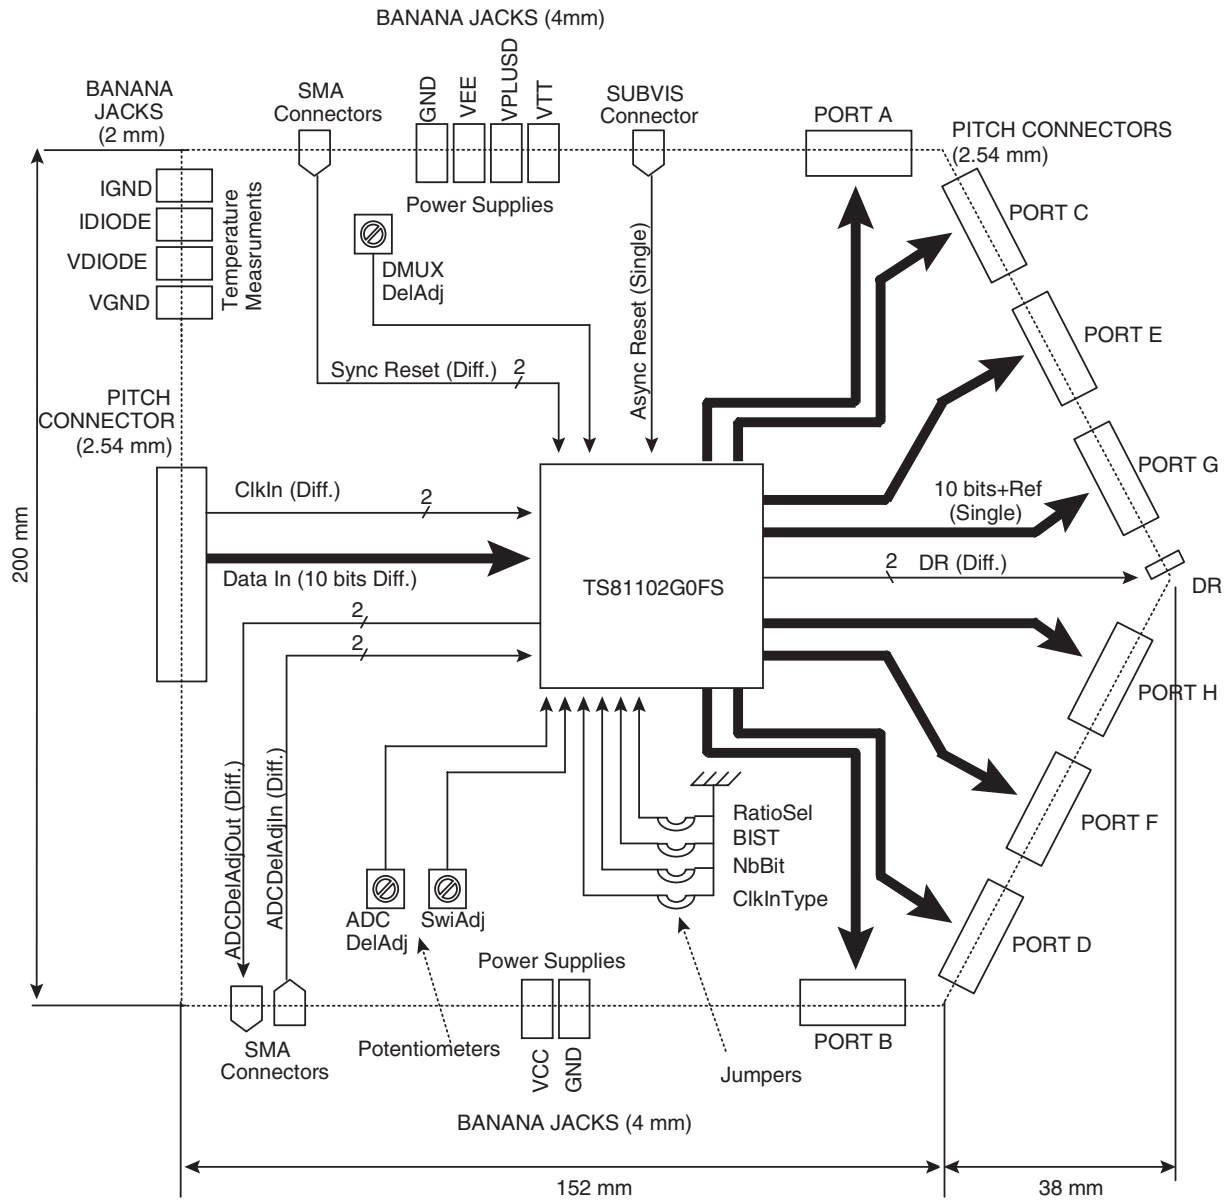 BANANA JACKS (4mm)
BANANA
JACKS
(2 mm)
SMA
Connectors
GND
VEE
VPLUSD
VTT
SUBVIS
Connector
PORT A
PITCH CONNECTORS
(2.54 mm)
IGND
IDIODE
VDIODE
VGND
Temperature
Measruments
Power Supplies
PORT C
DMUX
DelAdj
Async Reset (Single)
PORT E
Sync Reset (Diff.)
2
PITCH
CONNECTOR
(2.54 mm)
PORT G
ClkIn (Diff.)
2
10 bits+Ref
(Single)
200 mm
Data In (10 bits Diff.)
TS81102G0FS
2
DR (Diff.)
DR
2
2
PORT H
ADCDelAdjOut (Diff.)
ADCDelAdjIn (Diff.)
RatioSel
BIST
NbBit
ClkInType
PORT F
ADC
DelAdj
SwiAdj
PORT D
Power Supplies
SMA
Connectors
Potentiometers
VCC
GND
Jumpers
PORT B
BANANA JACKS (4 mm)
152 mm
38 mm